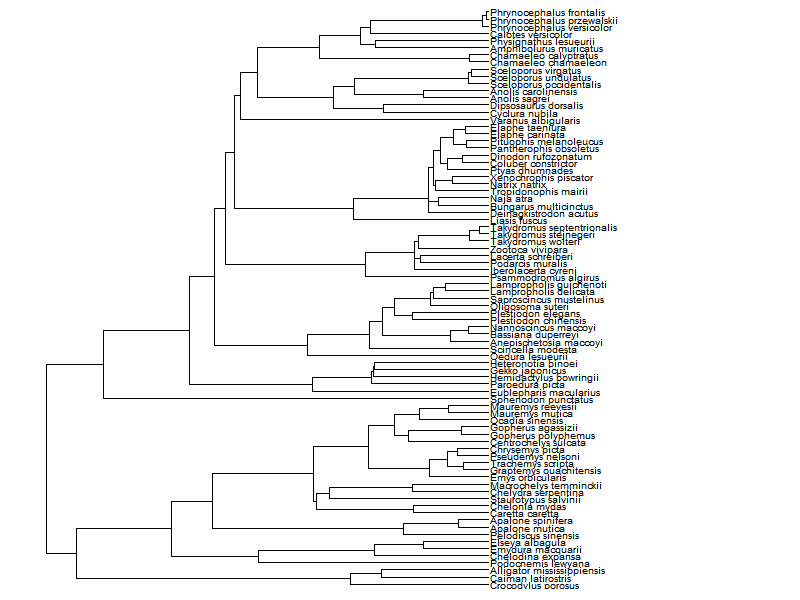 Phrynocephalus frontalis
Phrynocephalus przewalskii
Phrynocephalus versicolor
Calotes versicolor
Physignathus lesueurii
Amphibolurus muricatus
Chamaeleo calyptratus
Chamaeleo chamaeleon
Sceloporus virgatus
Sceloporus undulatus
Sceloporus occidentalis
Anolis carolinensis
Anolis sagrei
Dipsosaurus dorsalis
Cyclura nubila
Varanus albigularis
Elaphe taeniura
Elaphe carinata
Pituophis melanoleucus
Pantherophis obsoletus
Dinodon rufozonatum
Coluber constrictor
Ptyas dhumnades
Xenochrophis piscator
Natrix natrix
Tropidonophis mairii
Naja atra
Bungarus multicinctus
Deinagkistrodon acutus
Liasis fuscus
Takydromus septentrionalis
Takydromus stejnegeri
Takydromus wolteri
Zootoca vivipara
Lacerta schreiberi
Podarcis muralis
Iberolacerta cyreni
Psammodromus algirus
Lampropholis guichenoti
Lampropholis delicata
Saproscincus mustelinus
Oligosoma suteri
Plestiodon elegans
Plestiodon chinensis
Nannoscincus maccoyi
Bassiana duperreyi
Anepischetosia maccoyi
Scincella modesta
Oedura lesueurii
Heteronotia binoei
Gekko japonicus
Hemidactylus bowringii
Paroedura picta
Eublepharis macularius
Sphenodon punctatus
Mauremys reevesii
Mauremys mutica
Ocadia sinensis
Gopherus agassizii
Gopherus polyphemus
Centrochelys sulcata
Chrysemys picta
Pseudemys nelsoni
Trachemys scripta
Graptemys ouachitensis
Emys orbicularis
Macrochelys temminckii
Chelydra serpentina
Staurotypus salvinii
Chelonia mydas
Caretta caretta
Apalone spinifera
Apalone mutica
Pelodiscus sinensis
Elseya albagula
Emydura macquarii
Chelodina expansa
Podocnemis lewyana
Alligator mississippiensis
Caiman latirostris
Crocodylus porosus